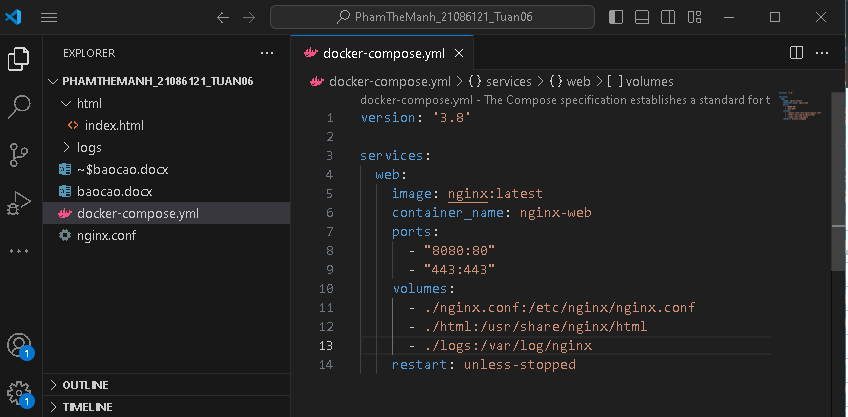 PhamTheManh_21086121_Tuan06
EXPLORER
PHAMTHEMANH_21086121_TUAN06
html
<> index.html
logs
~$baocao.docx
baocao.docx
docker-compose.yml
nginx.conf
OUTLINE
TIMELINE
1
1
docker-compose.yml
docker-compose.yml > {} services > {} web > [ ] volumes
docker-compose.yml - The Compose specification establishes a standard for t
1 version: '3.8'
2
3 services:
4 web:
5 image: nginx:latest
6 container_name: nginx-web
7 ports:
8 - "8080:80"
9 - "443:443"
10 volumes:
11 - ./nginx.conf:/etc/nginx/nginx.conf
12 - ./html:/usr/share/nginx/html
13 - ./logs:/var/log/nginx
14 restart: unless-stopped